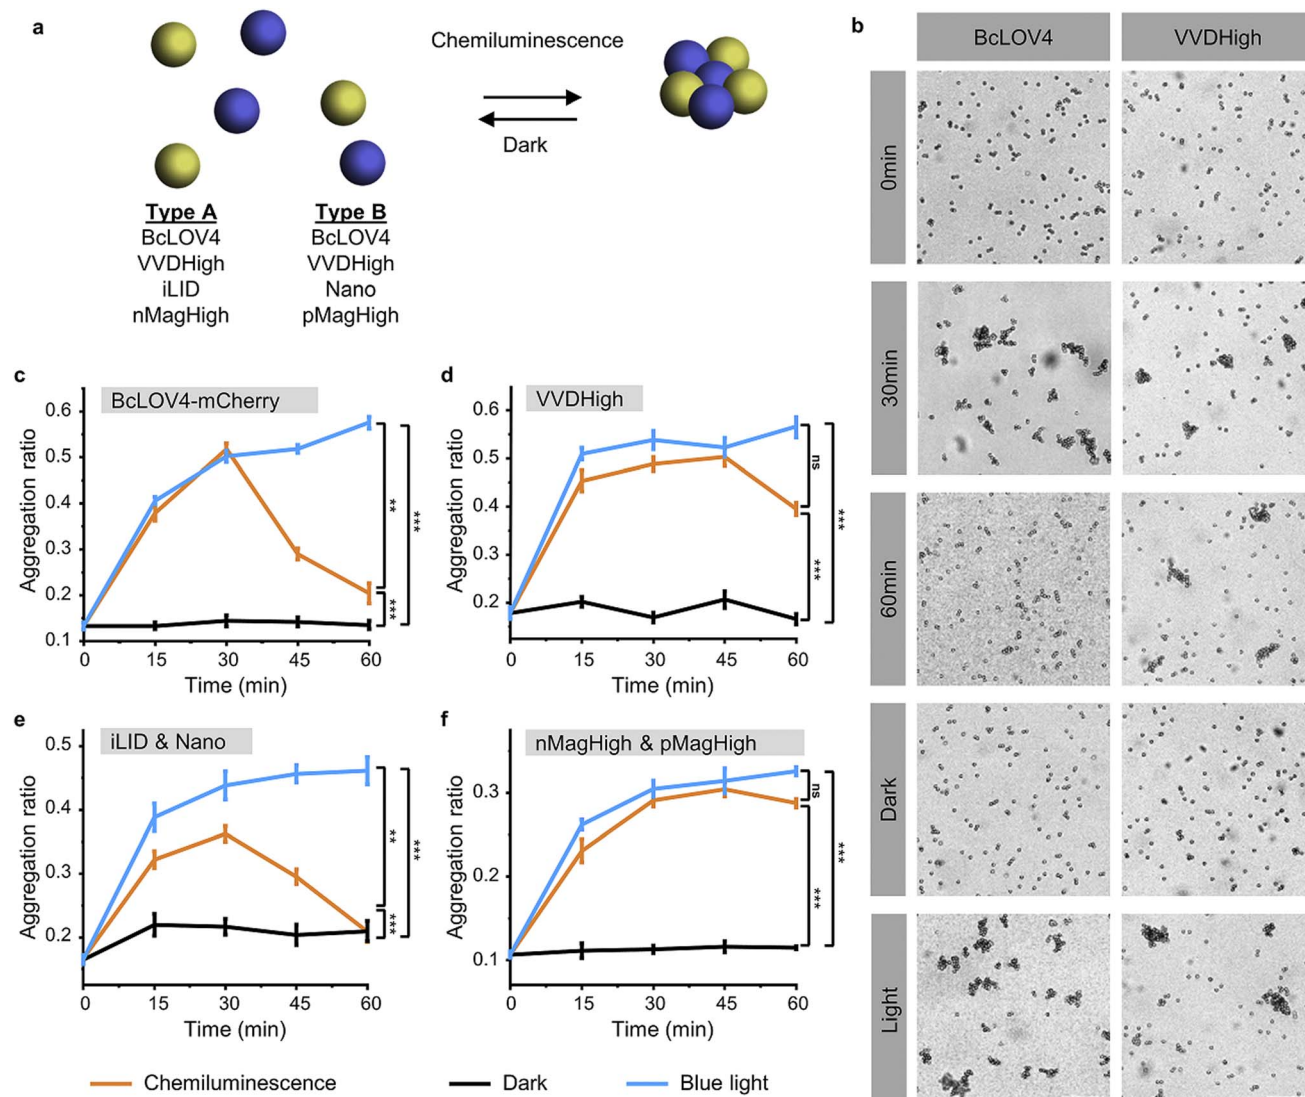 a
Chemiluminescence
Dark
Type A
BcLOV4
VVDHigh
iLID
nMagHigh
Type B
BcLOV4
VVDHigh
Nano
pMagHigh
b
BcLOV4
VVDHigh
0min
30min
60min
Dark
Light
c
BcLOV4-mCherry
Aggregation ratio
0.6
0.5
0.4
0.3
0.2
0.1
0
15
30
45
60
Time (min)
**
***
***
d
VVDHigh
Aggregation ratio
0.6
0.5
0.4
0.3
0.2
0
15
30
45
60
Time (min)
ns
***
***
e
iLID & Nano
Aggregation ratio
0.5
0.4
0.3
0.2
0
15
30
45
60
Time (min)
**
***
***
f
nMagHigh & pMagHigh
Aggregation ratio
0.3
0.2
0.1
0
15
30
45
60
Time (min)
ns
***
***
Chemiluminescence
Dark
Blue light